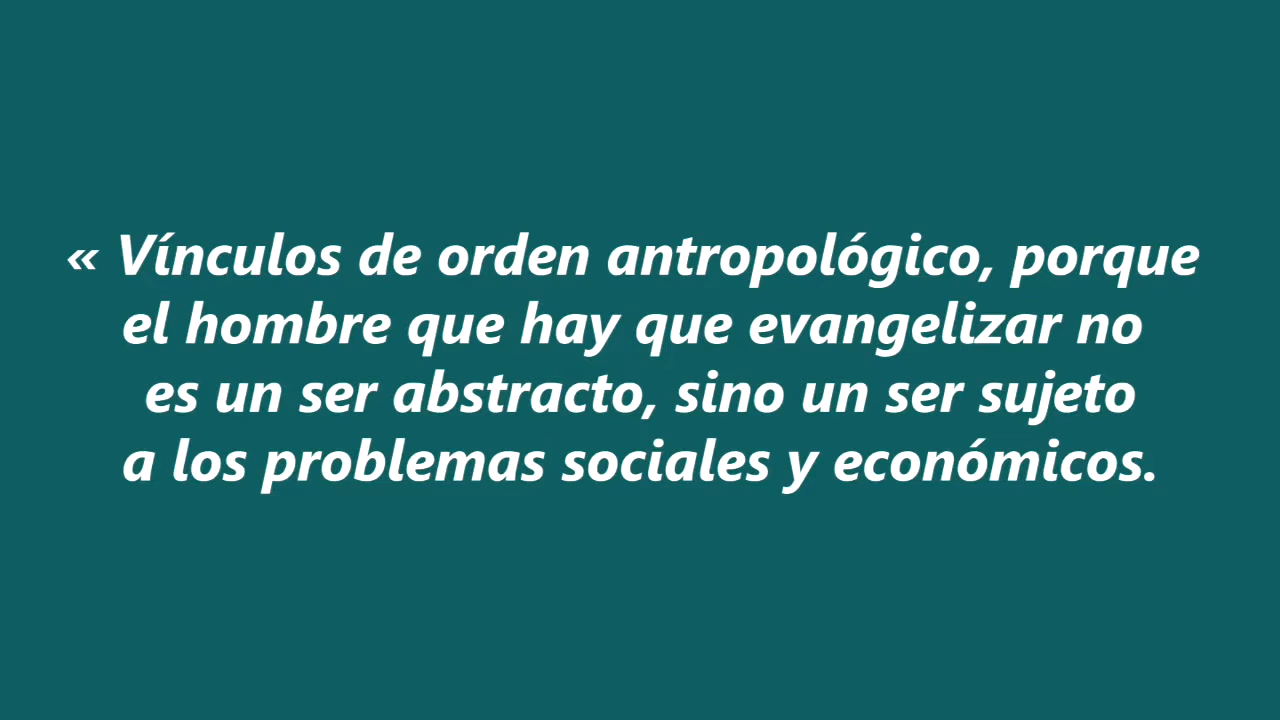 « Vínculos de orden antropológico, porque
el hombre que hay que evangelizar no
es un ser abstracto, sino un ser sujeto
a los problemas sociales y económicos.